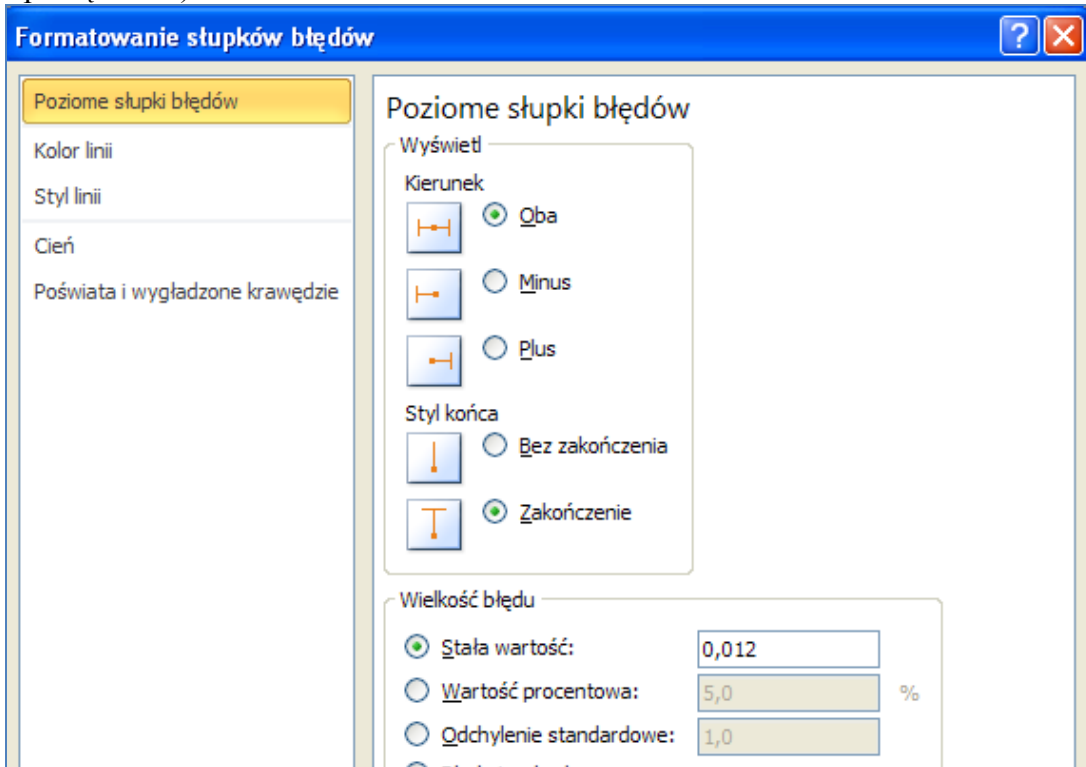 Formatowanie słupków błędów
Poziome słupki błędów
Kolor linii
Styl linii
Cień
Poświata i wygładzone krawędzie
Poziome słupki błędów
Wyświetl
Kierunek
Oba
Minus
Plus
Styl końca
Bez zakończenia
Zakończenie
Wielkość błędu
Stała wartość: 0,012
Wartość procentowa: 5,0 %
Odchylenie standardowe: 1,0